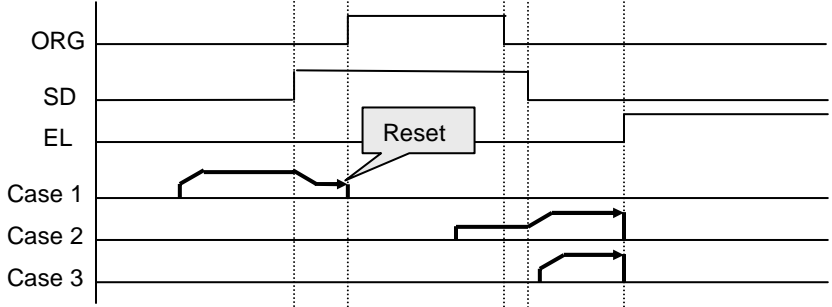 ORG
SD
EL
Reset
Case 1
Case 2
Case 3